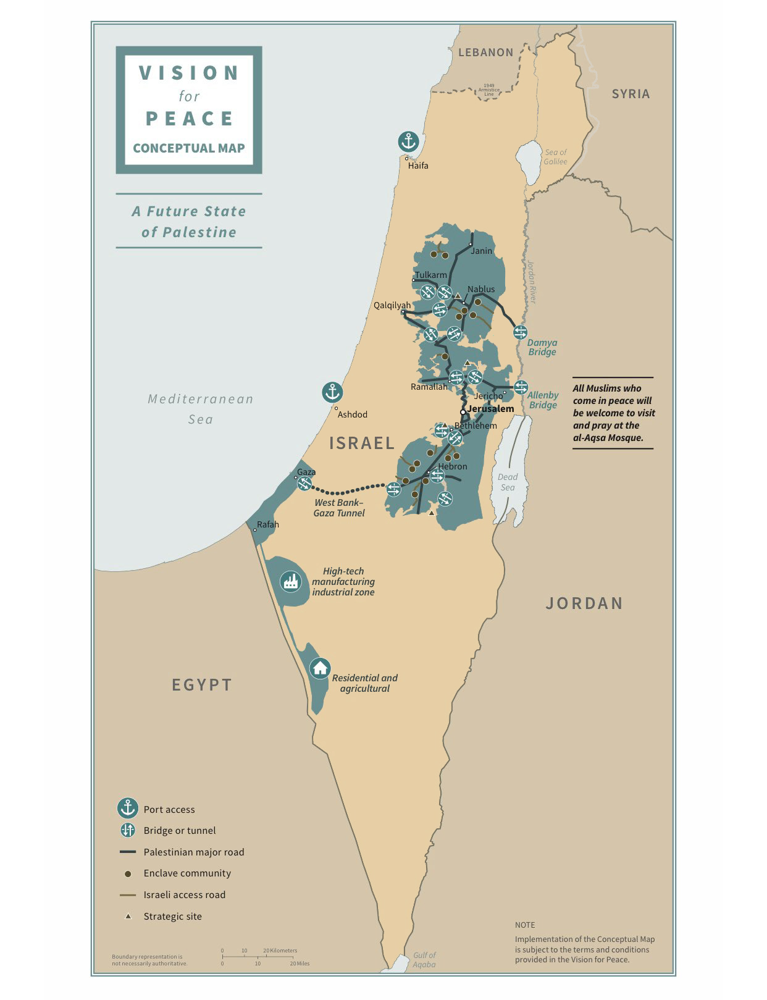 VISION
for
PEACE
CONCEPTUAL MAP
A Future State
of Palestine
LEBANON
1949
Armistice
Line
SYRIA
Haifa
Sea of
Galilee
Janin
Tulkarm
Jordan River
Nablus
Qalqilyah
Damya
Bridge
Ramallah
Jericho
Allenby
Bridge
All Muslims who
come in peace will
be welcome to visit
and pray at the
al-Aqsa Mosque.
Mediterranean
Sea
Ashdod
Jerusalem
Bethlehem
ISRAEL
Hebron
Gaza
Dead
Sea
West Bank–
Gaza Tunnel
Rafah
High-tech
manufacturing
industrial zone
JORDAN
EGYPT
Residential and
agricultural
Port access
Bridge or tunnel
Palestinian major road
Enclave community
Israeli access road
Strategic site
NOTE
Implementation of the Conceptual Map
is subject to the terms and conditions
provided in the Vision for Peace.
Boundary representation is
not necessarily authoritative.
0 10 20 Kilometers
0 10 20 Miles
Gulf of
Aqaba